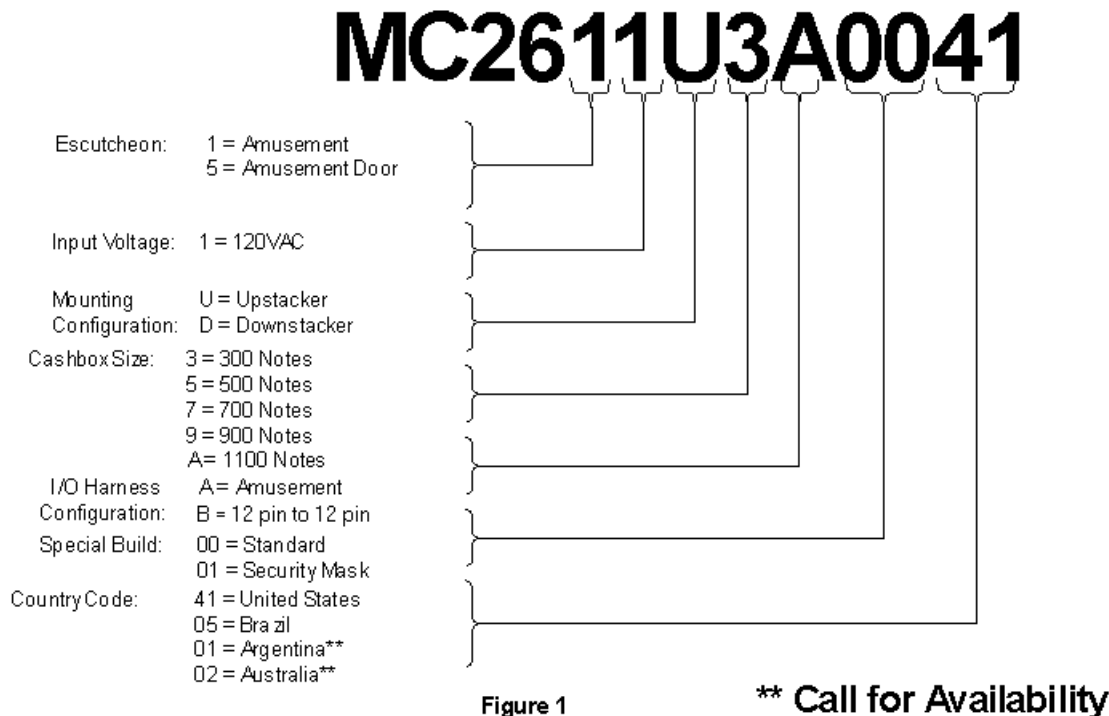 MC2611U3A0041
Escutcheon: 1 = Amusement
5 = Amusement Door
Input Voltage: 1 = 120VAC
Mounting U = Upstacker
Configuration: D = Downstacker
Cashbox Size: 3 = 300 Notes
5 = 500 Notes
7 = 700 Notes
9 = 900 Notes
A = 1100 Notes
I/O Harness A = Amusement
Configuration: B = 12 pin to 12 pin
Special Build: 00 = Standard
01 = Security Mask
Country Code: 41 = United States
05 = Brazil
01 = Argentina**
02 = Australia**
Figure 1
** Call for Availability